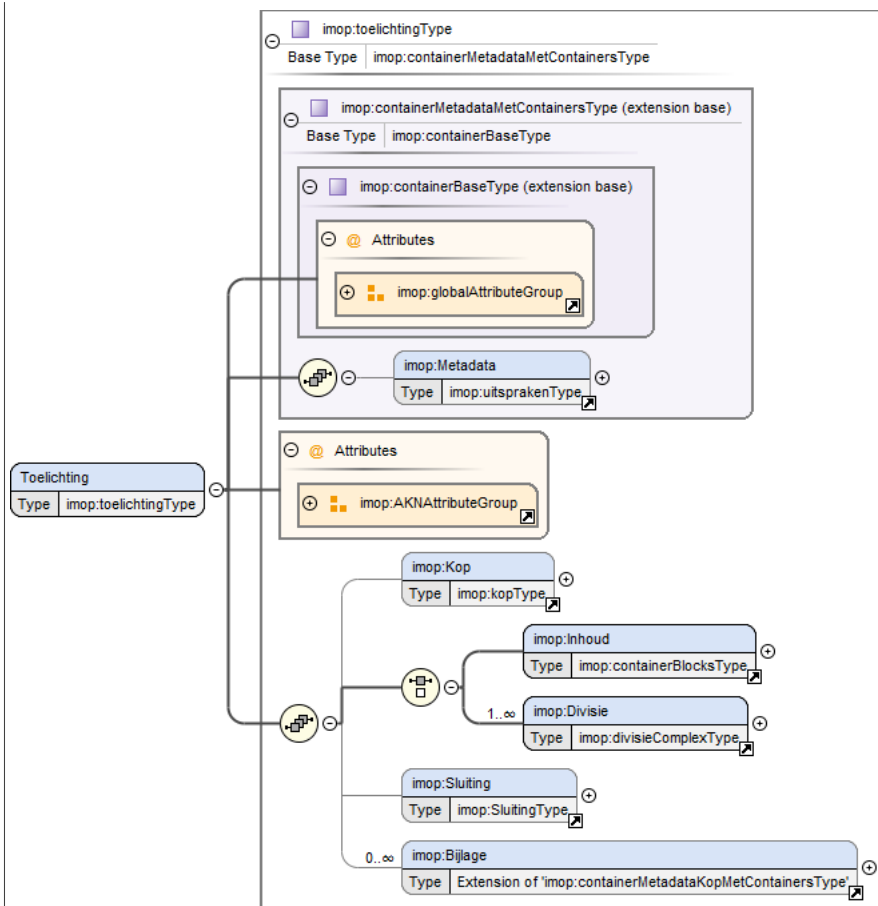 imop:toelichtingType
Base Type imop:containerMetadataMetContainersType
imop:containerMetadataMetContainersType (extension base)
Base Type imop:containerBaseType
imop:containerBaseType (extension base)
@ Attributes
imop:globalAttributeGroup
imop:Metadata
Type imop:uitsprakenType
@ Attributes
imop:AKNAttributeGroup
Toelichting
Type imop:toelichtingType
imop:Kop
Type imop:kopType
imop:Inhoud
Type imop:containerBlocksType
1..∞
imop:Divisie
Type imop:divisieComplexType
imop:Sluiting
Type imop:SluitingType
0..∞
imop:Bijlage
Type Extension of 'imop:containerMetadataKopMetContainersType'